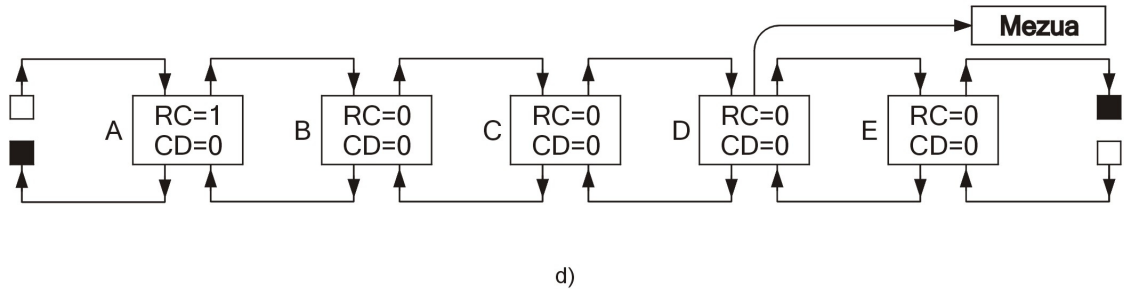 Mezua
A
RC=1
CD=0
B
RC=0
CD=0
C
RC=0
CD=0
D
RC=0
CD=0
E
RC=0
CD=0
d)